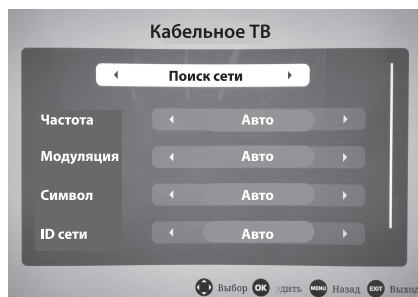 Кабельное ТВ
Поиск сети
Частота Авто
Модуляция Авто
Символ Авто
ID сети Авто
Выбор OK дить MENU Назад EXIT Выход